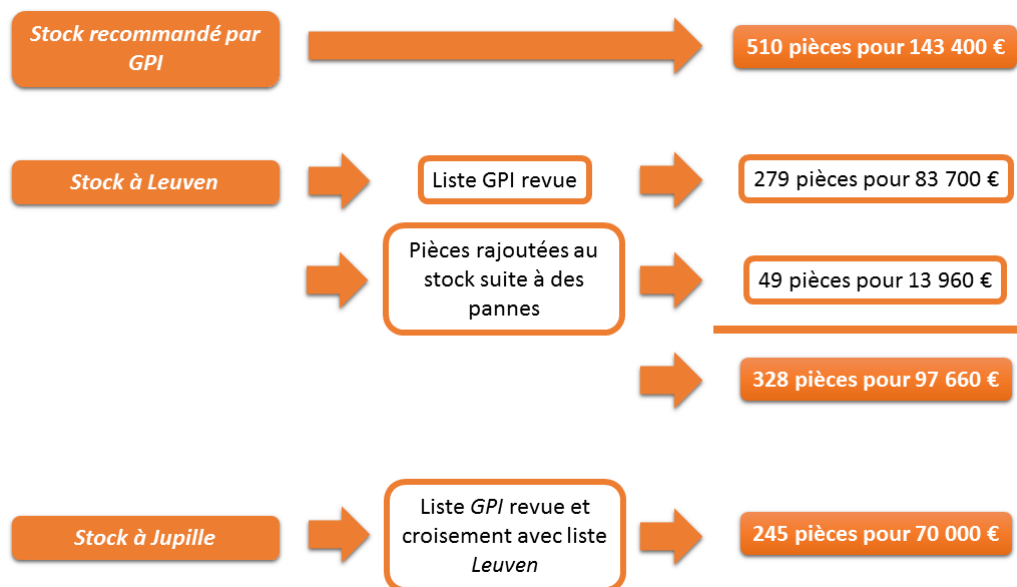 Stock recommandé par
GPI
510 pièces pour 143 400 €
Stock à Leuven
Liste GPI revue
279 pièces pour 83 700 €
Pièces rajoutées au
stock suite à des
pannes
49 pièces pour 13 960 €
328 pièces pour 97 660 €
Stock à Jupille
Liste GPI revue et
croisement avec liste
Leuven
245 pièces pour 70 000 €